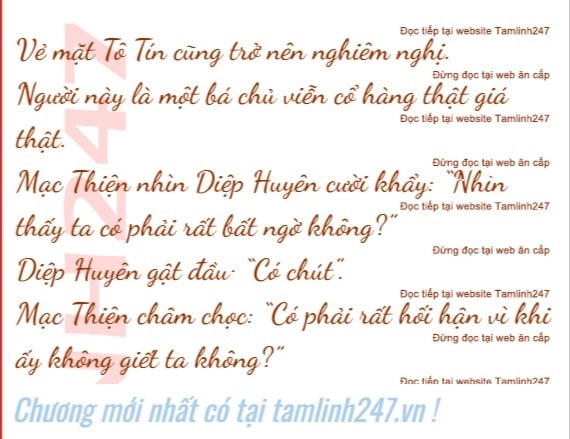 Đọc tiếp tại website Tamlinh247
Vẻ mặt Tô Tín cũng trở nên nghiêm nghị.
Đừng đọc tại web ăn cắp
Người này là một bá chủ viễn cổ hàng thật giá
Đọc tiếp tại website Tamlinh247
thật.
Đừng đọc tại web ăn cắp
Mạc Thiện nhìn Diệp Huyên cười khẩy: “Nhìn
Đọc tiếp tại website Tamlinh247
thấy ta có phải rất bất ngờ không?”
Đừng đọc tại web ăn cắp
Diệp Huyên gật đầu: “Có chút”.
Đọc tiếp tại website Tamlinh247
Mạc Thiện châm chọc: “Có phải rất hối hận vì khi
Đừng đọc tại web ăn cắp
ấy không giết ta không?”
Đọc tiếp tại website Tamlinh247
Chương mới nhất có tại tamlinh247.vn !
NH247